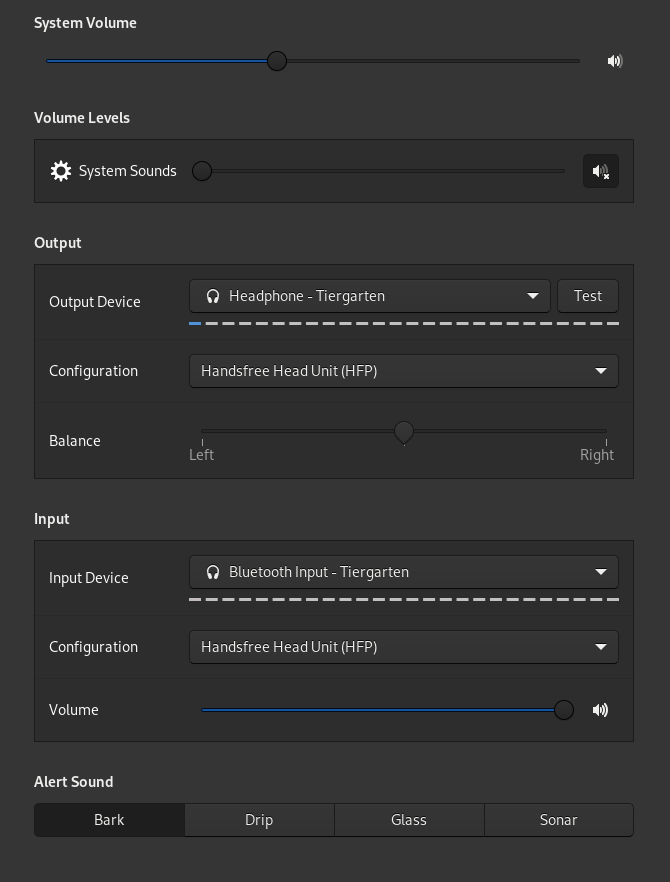 System Volume
Volume Levels
System Sounds
Output
Output Device
Headphone - Tiergarten
Test
Configuration
Handsfree Head Unit (HFP)
Balance
Left
Right
Input
Input Device
Bluetooth Input - Tiergarten
Configuration
Handsfree Head Unit (HFP)
Volume
Alert Sound
Bark
Drip
Glass
Sonar